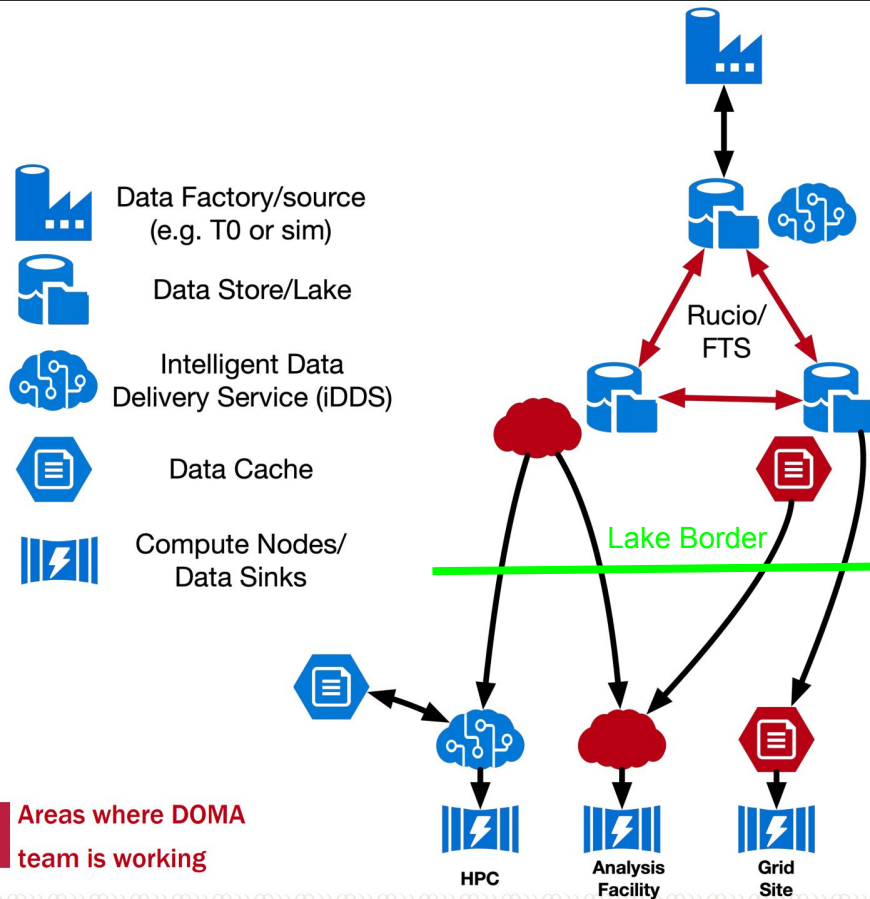 Data Factory/source
(e.g. T0 or sim)
Data Store/Lake
Intelligent Data
Delivery Service (iDDS)
Data Cache
Compute Nodes/
Data Sinks
Rucio/
FTS
Lake Border
Areas where DOMA
team is working
HPC
Analysis
Facility
Grid
Site